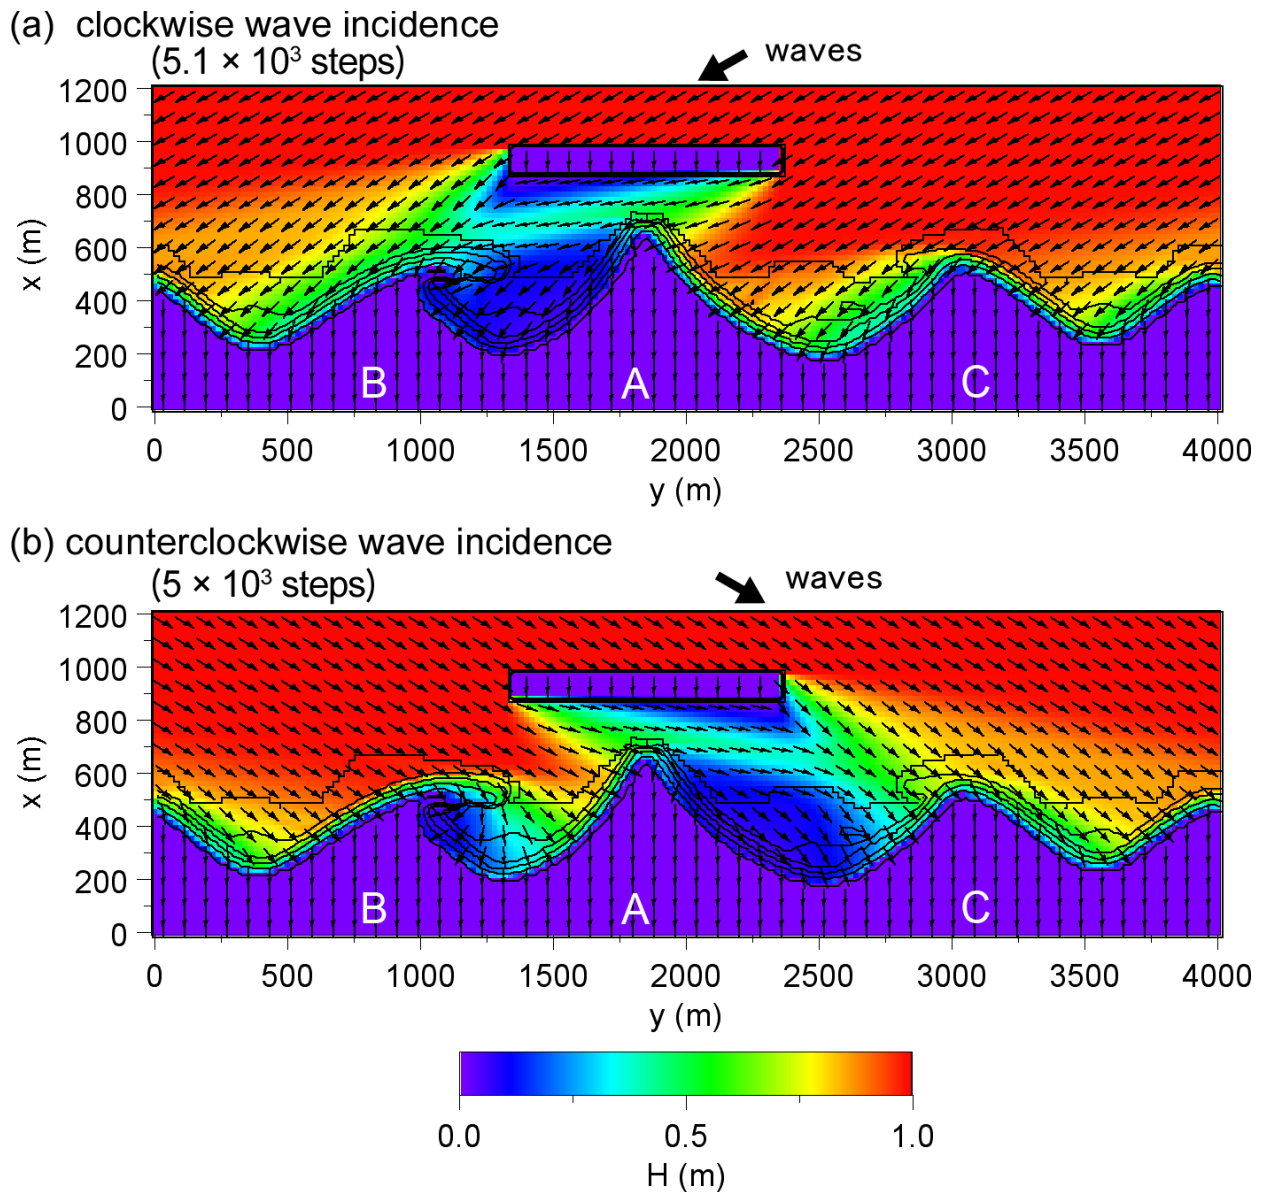 (a) clockwise wave incidence
(5.1 × 10³ steps)
waves
1200
1000
800
600
400
200
0
x (m)
B
A
C
0 500 1000 1500 2000 2500 3000 3500 4000
y (m)
(b) counterclockwise wave incidence
(5 × 10³ steps)
waves
1200
1000
800
600
400
200
0
x (m)
B
A
C
0 500 1000 1500 2000 2500 3000 3500 4000
y (m)
0.0 0.5 1.0
H (m)